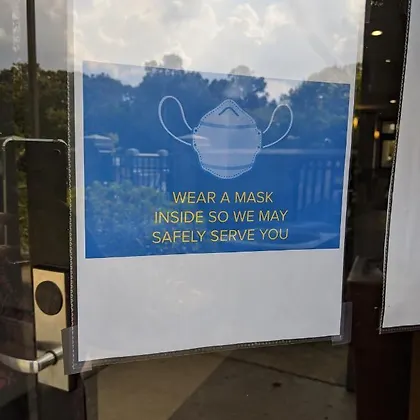 WEAR A MASK
INSIDE SO WE MAY
SAFELY SERVE YOU